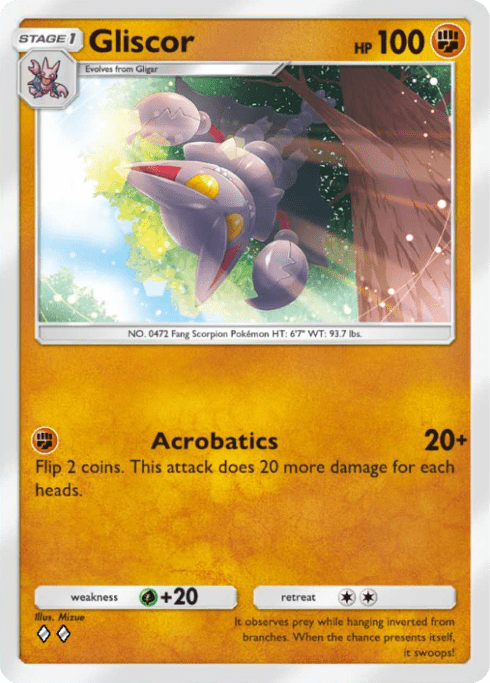 STAGE 1 Gliscor HP 100
Evolves from Gligar
NO. 0472 Fang Scorpion Pokémon HT: 6'7" WT: 93.7 lbs.
Acrobatics 20+
Flip 2 coins. This attack does 20 more damage for each
heads.
weakness +20 retreat
Illus. Mizue
It observes prey while hanging inverted from
branches. When the chance presents itself,
it swoops!